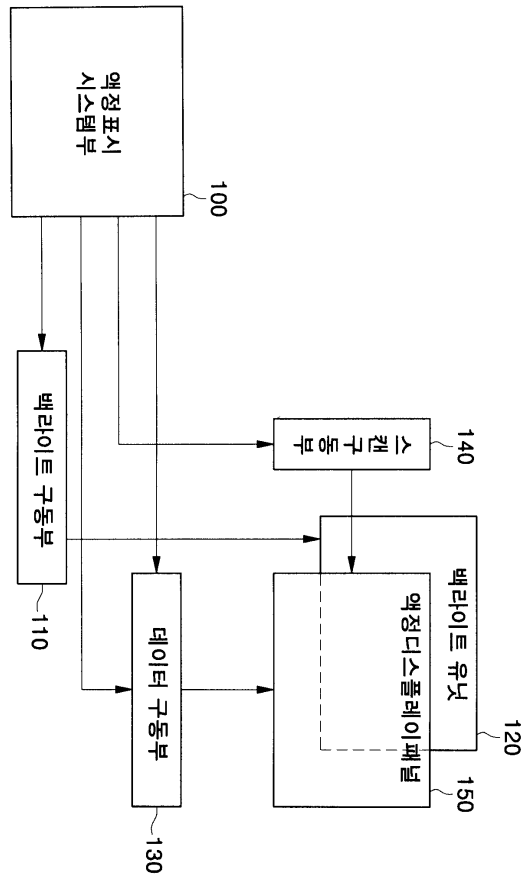 액정표시
시스템부
100
백라이트 구동부
110
스캔 구동부
140
백라이트 유닛
120
액정디스플레이패널
150
데이터 구동부
130